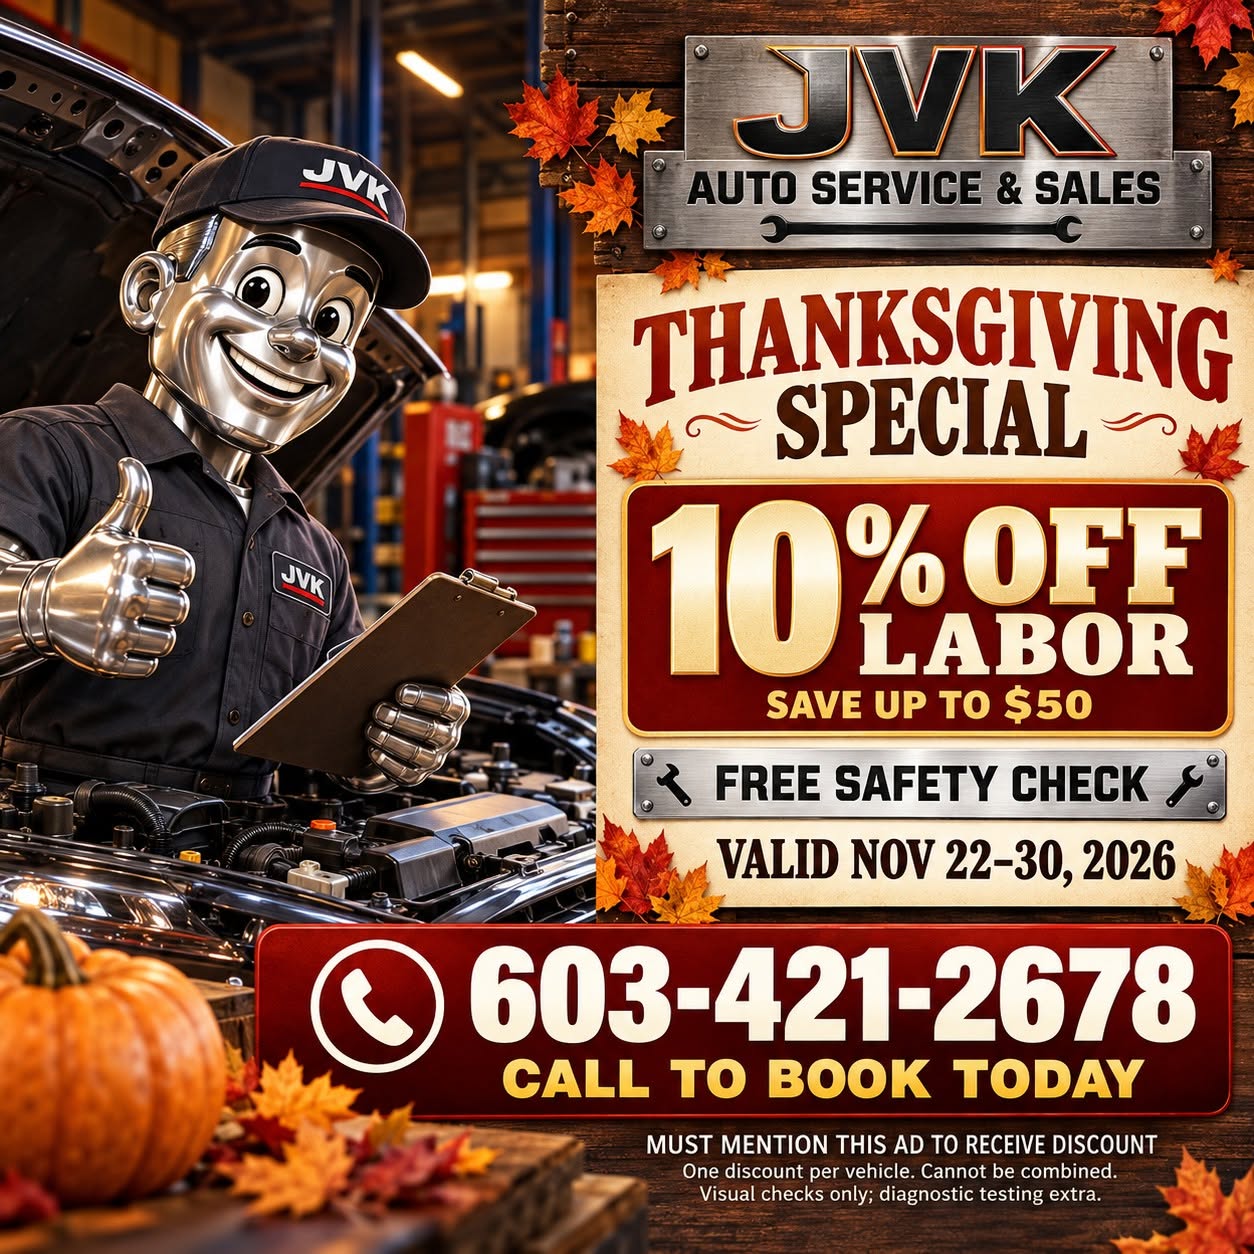 JVK
AUTO SERVICE & SALES
JVK
JVK
THANKSGIVING
SPECIAL
10% OFF
LABOR
SAVE UP TO $50
FREE SAFETY CHECK
VALID NOV 22-30, 2026
603-421-2678
CALL TO BOOK TODAY
MUST MENTION THIS AD TO RECEIVE DISCOUNT
One discount per vehicle. Cannot be combined.
Visual checks only; diagnostic testing extra.